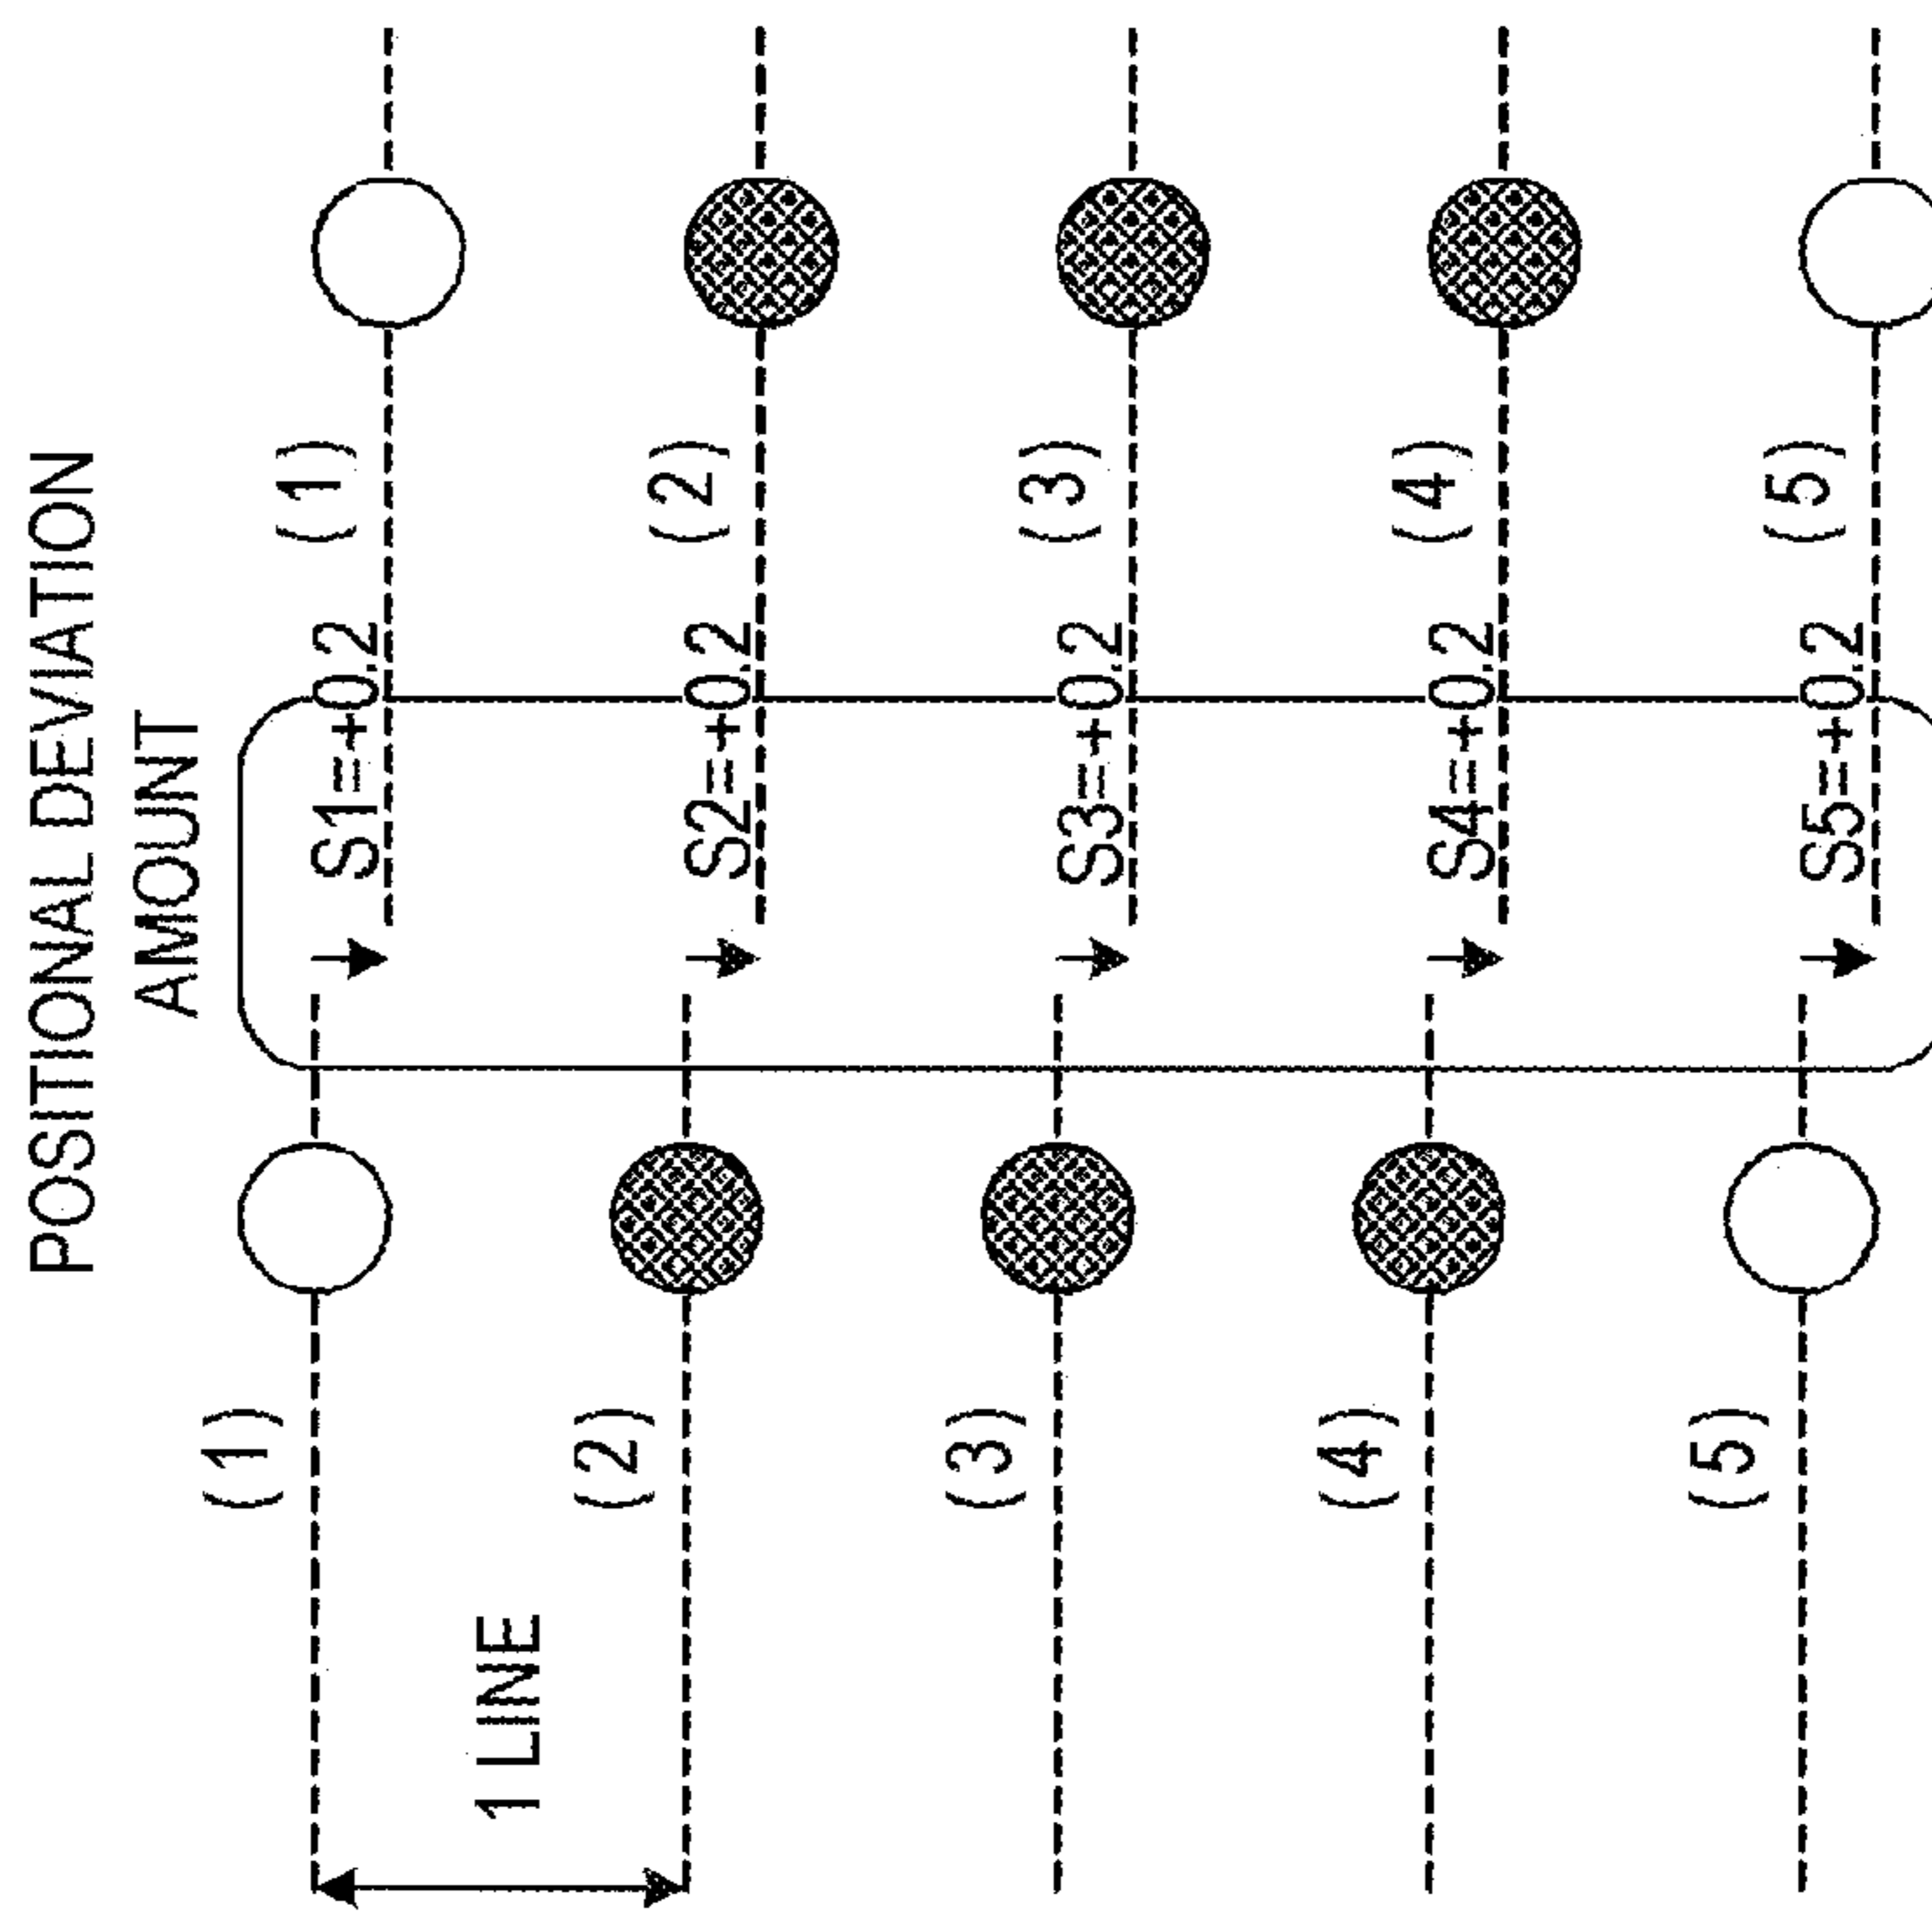 POSITIONAL DEVIATION
AMOUNT
(1) S1=+0.2 (1)
1 LINE
(2) S2=+0.2 (2)
(3) S3=+0.2 (3)
(4) S4=+0.2 (4)
(5) S5=+0.2 (5)